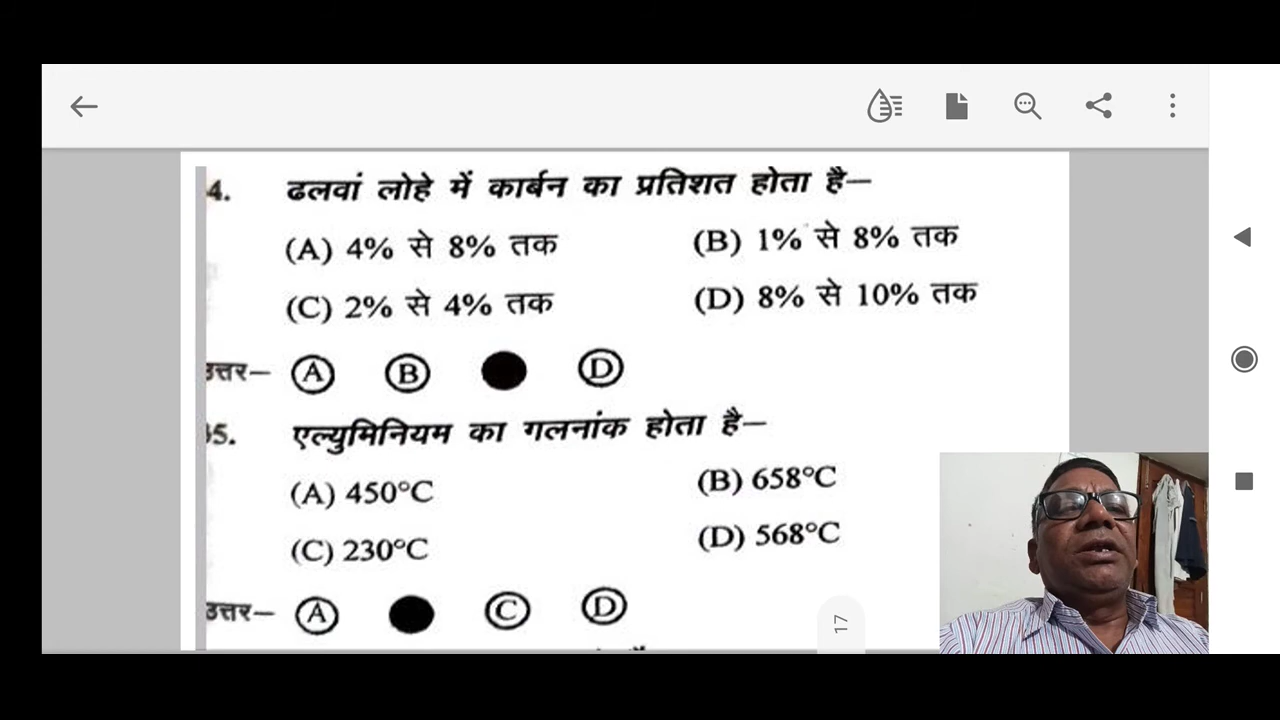 4. ढलवां लोहे में कार्बन का प्रतिशत होता है—
(A) 4% से 8% तक (B) 1% से 8% तक
(C) 2% से 4% तक (D) 8% से 10% तक
उत्तर— A B D
35. एल्युमिनियम का गलनांक होता है—
(A) 450°C (B) 658°C
(C) 230°C (D) 568°C
उत्तर— A C D
17